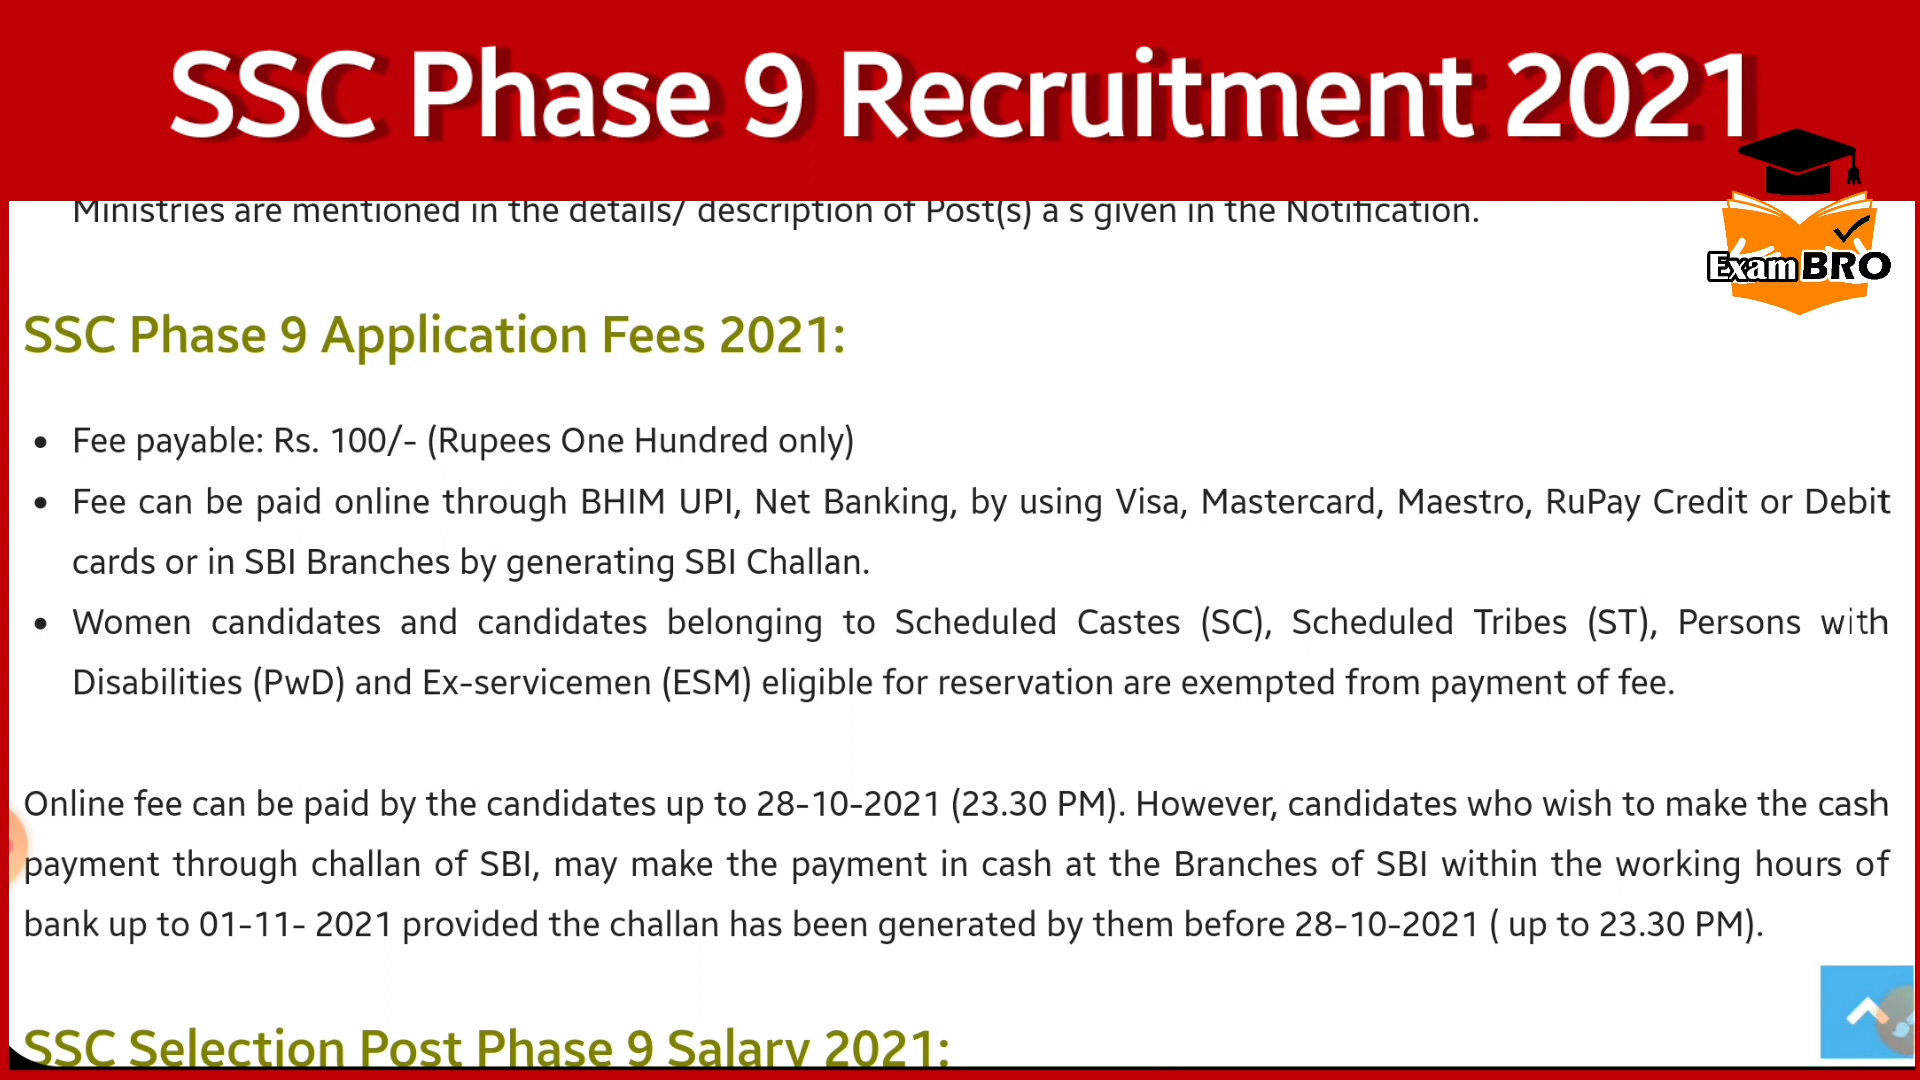 SSC Phase 9 Recruitment 2021
Ministries are mentioned in the details/ description of Post(s) a s given in the Notification.
Exam BRO
SSC Phase 9 Application Fees 2021:
• Fee payable: Rs. 100/- (Rupees One Hundred only)
• Fee can be paid online through BHIM UPI, Net Banking, by using Visa, Mastercard, Maestro, RuPay Credit or Debit
cards or in SBI Branches by generating SBI Challan.
• Women candidates and candidates belonging to Scheduled Castes (SC), Scheduled Tribes (ST), Persons with
Disabilities (PwD) and Ex-servicemen (ESM) eligible for reservation are exempted from payment of fee.
Online fee can be paid by the candidates up to 28-10-2021 (23.30 PM). However, candidates who wish to make the cash
payment through challan of SBI, may make the payment in cash at the Branches of SBI within the working hours of
bank up to 01-11- 2021 provided the challan has been generated by them before 28-10-2021 ( up to 23.30 PM).
SSC Selection Post Phase 9 Salary 2021: